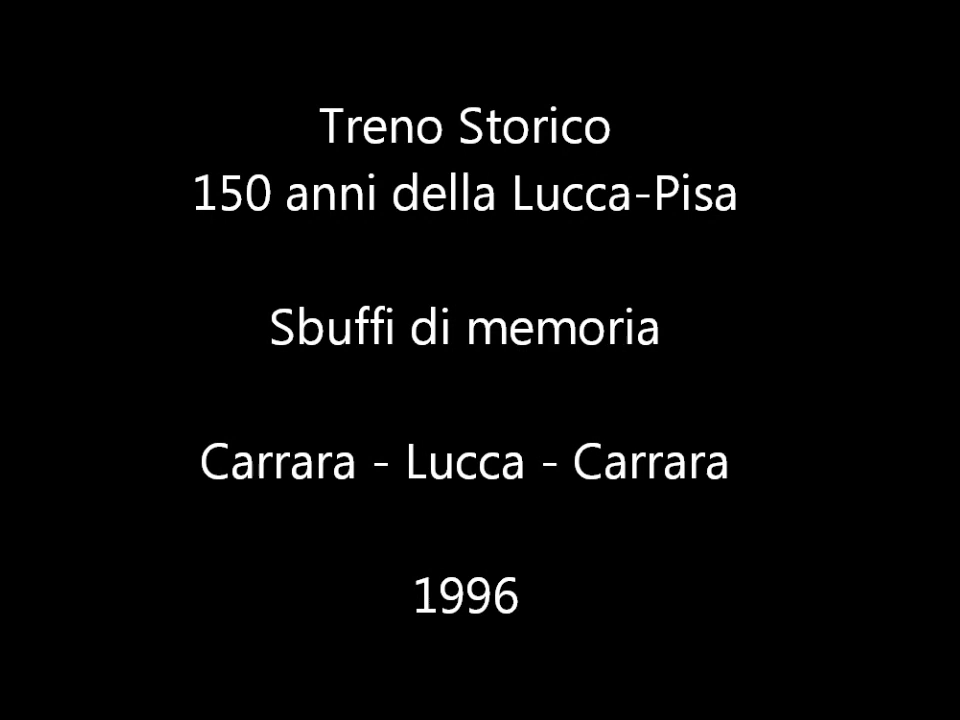 Treno Storico
150 anni della Lucca-Pisa
Sbuffi di memoria
Carrara - Lucca - Carrara
1996